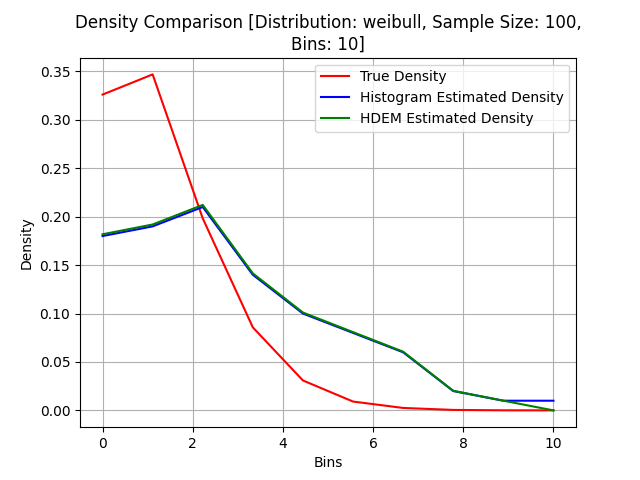 Density Comparison [Distribution: weibull, Sample Size: 100,
Bins: 10]
True Density
Histogram Estimated Density
HDEM Estimated Density
Density
0.35
0.30
0.25
0.20
0.15
0.10
0.05
0.00
0 2 4 6 8 10
Bins